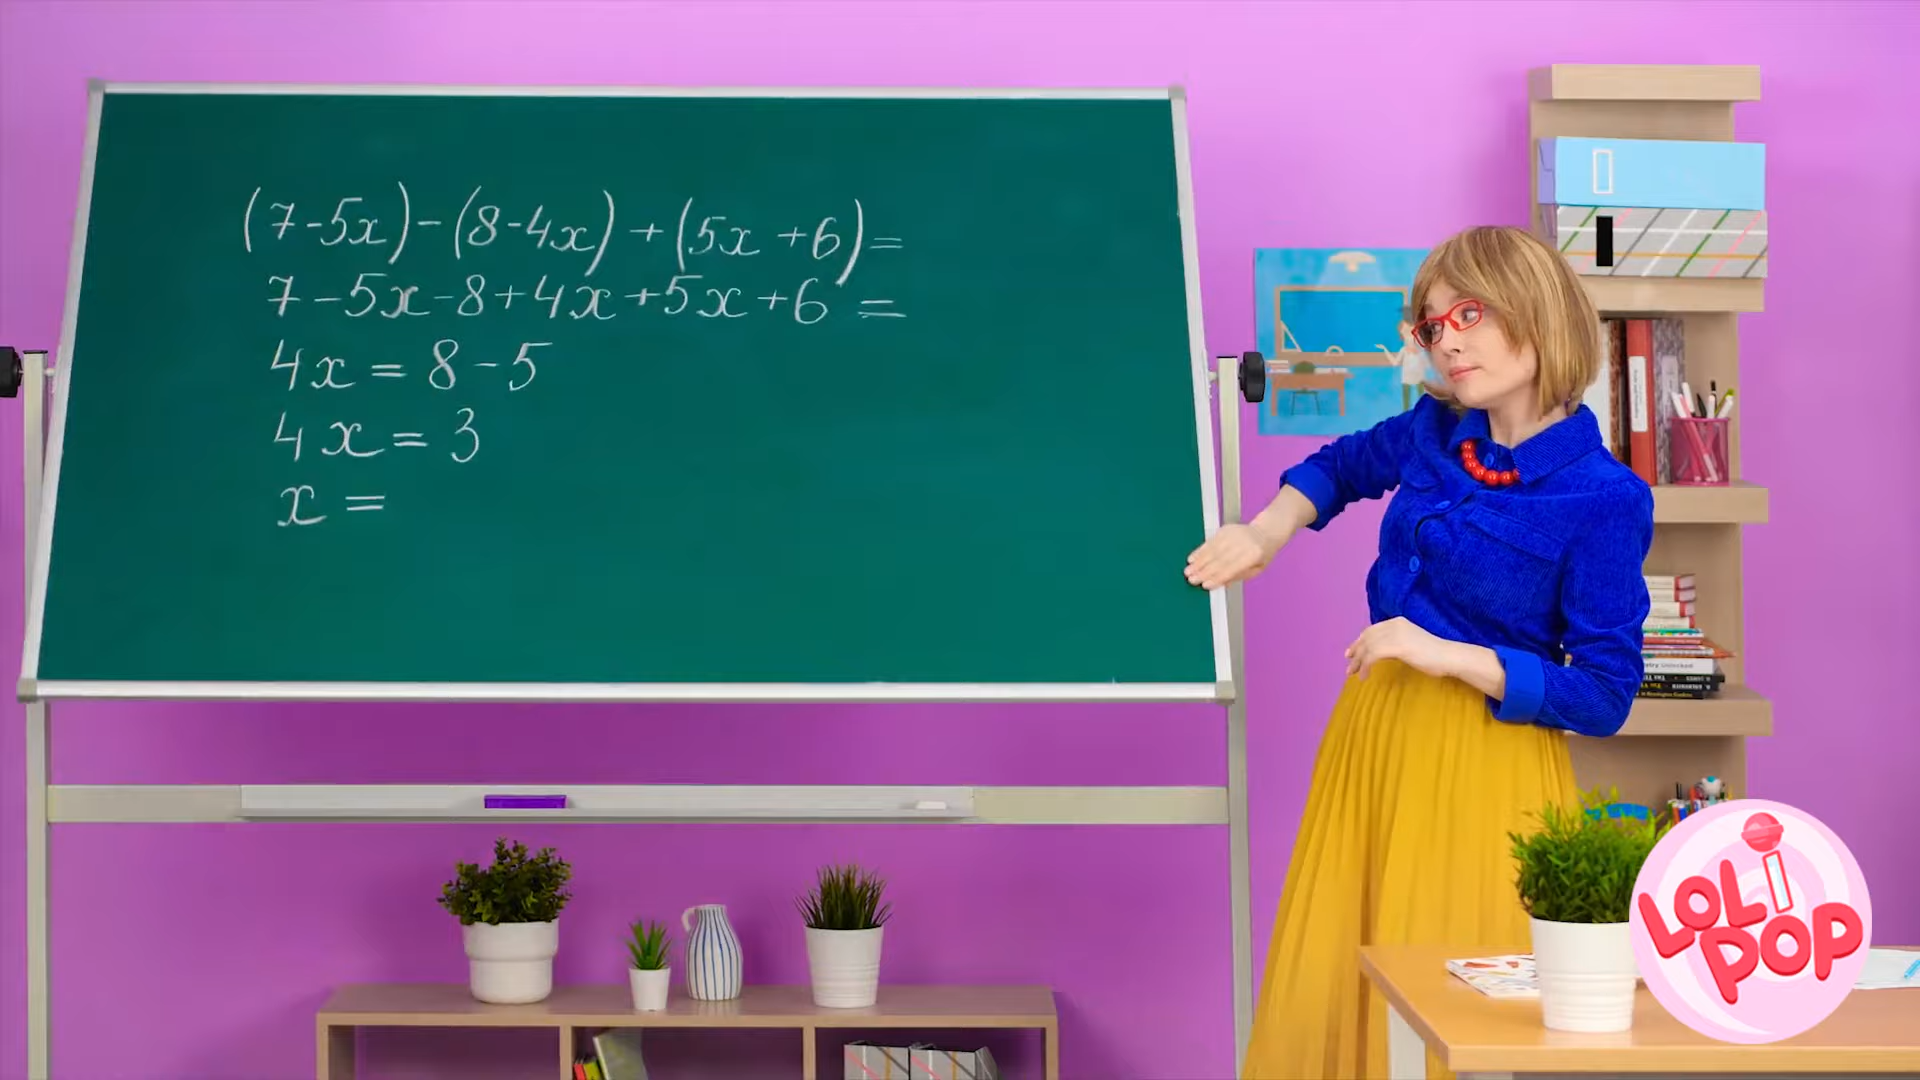 (7-5x)-(8-4x)+(5x+6)=
7-5x-8+4x+5x+6=
4x=8-5
4x=3
x=
LOLiPOP